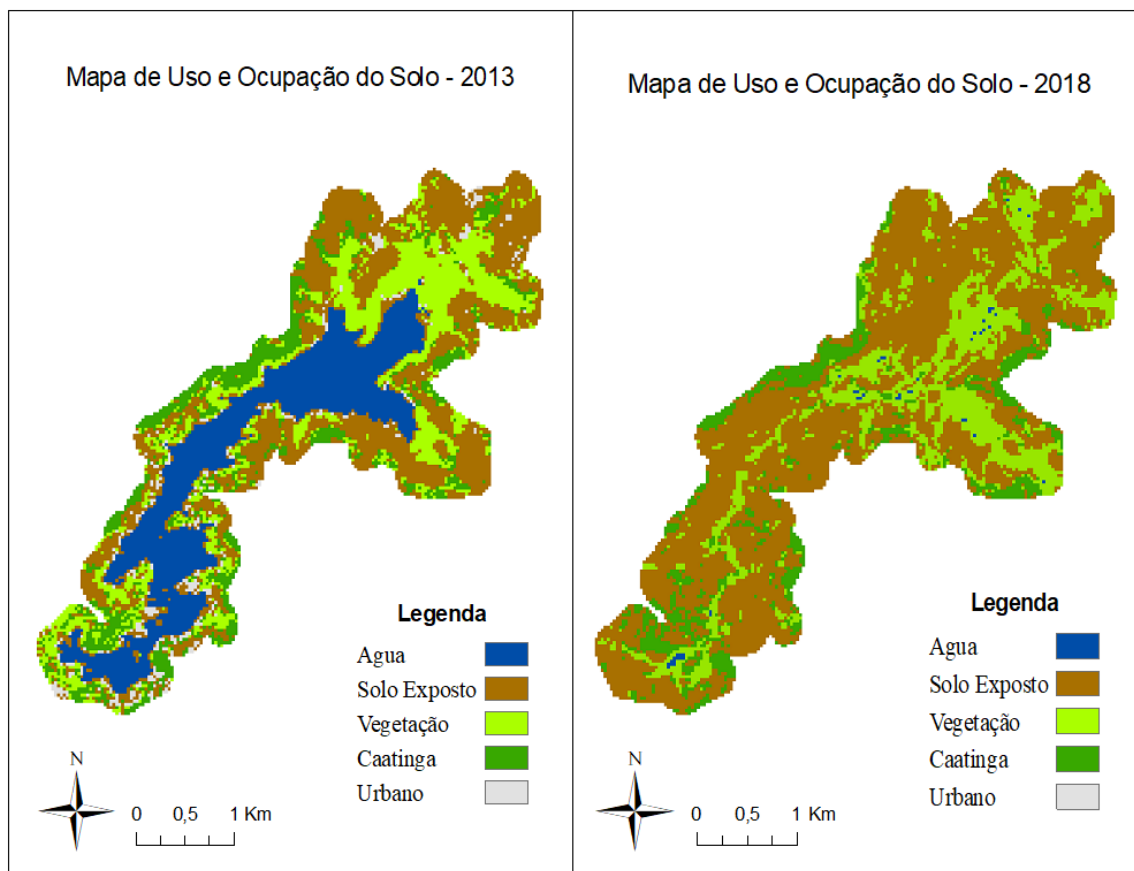 Mapa de Uso e Ocupação do Solo - 2013
Legenda
Agua
Solo Exposto
Vegetação
Caatinga
Urbano
N
0 0,5 1 Km
Mapa de Uso e Ocupação do Solo - 2018
Legenda
Agua
Solo Exposto
Vegetação
Caatinga
Urbano
N
0 0,5 1 Km